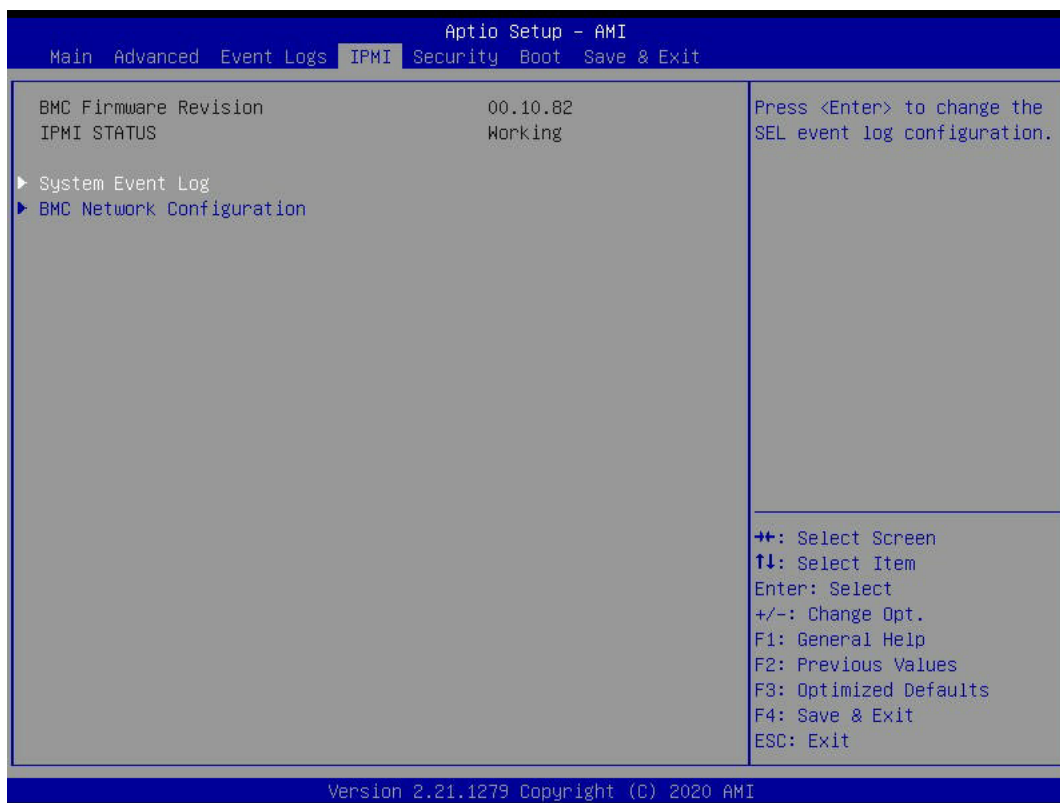 Aptio Setup - AMI
Main Advanced Event Logs IPMI Security Boot Save & Exit
BMC Firmware Revision 00.10.82
IPMI STATUS Working
System Event Log
BMC Network Configuration
Press <Enter> to change the
SEL event log configuration.
→←: Select Screen
↑↓: Select Item
Enter: Select
+/-: Change Opt.
F1: General Help
F2: Previous Values
F3: Optimized Defaults
F4: Save & Exit
ESC: Exit
Version 2.21.1279 Copyright (C) 2020 AMI